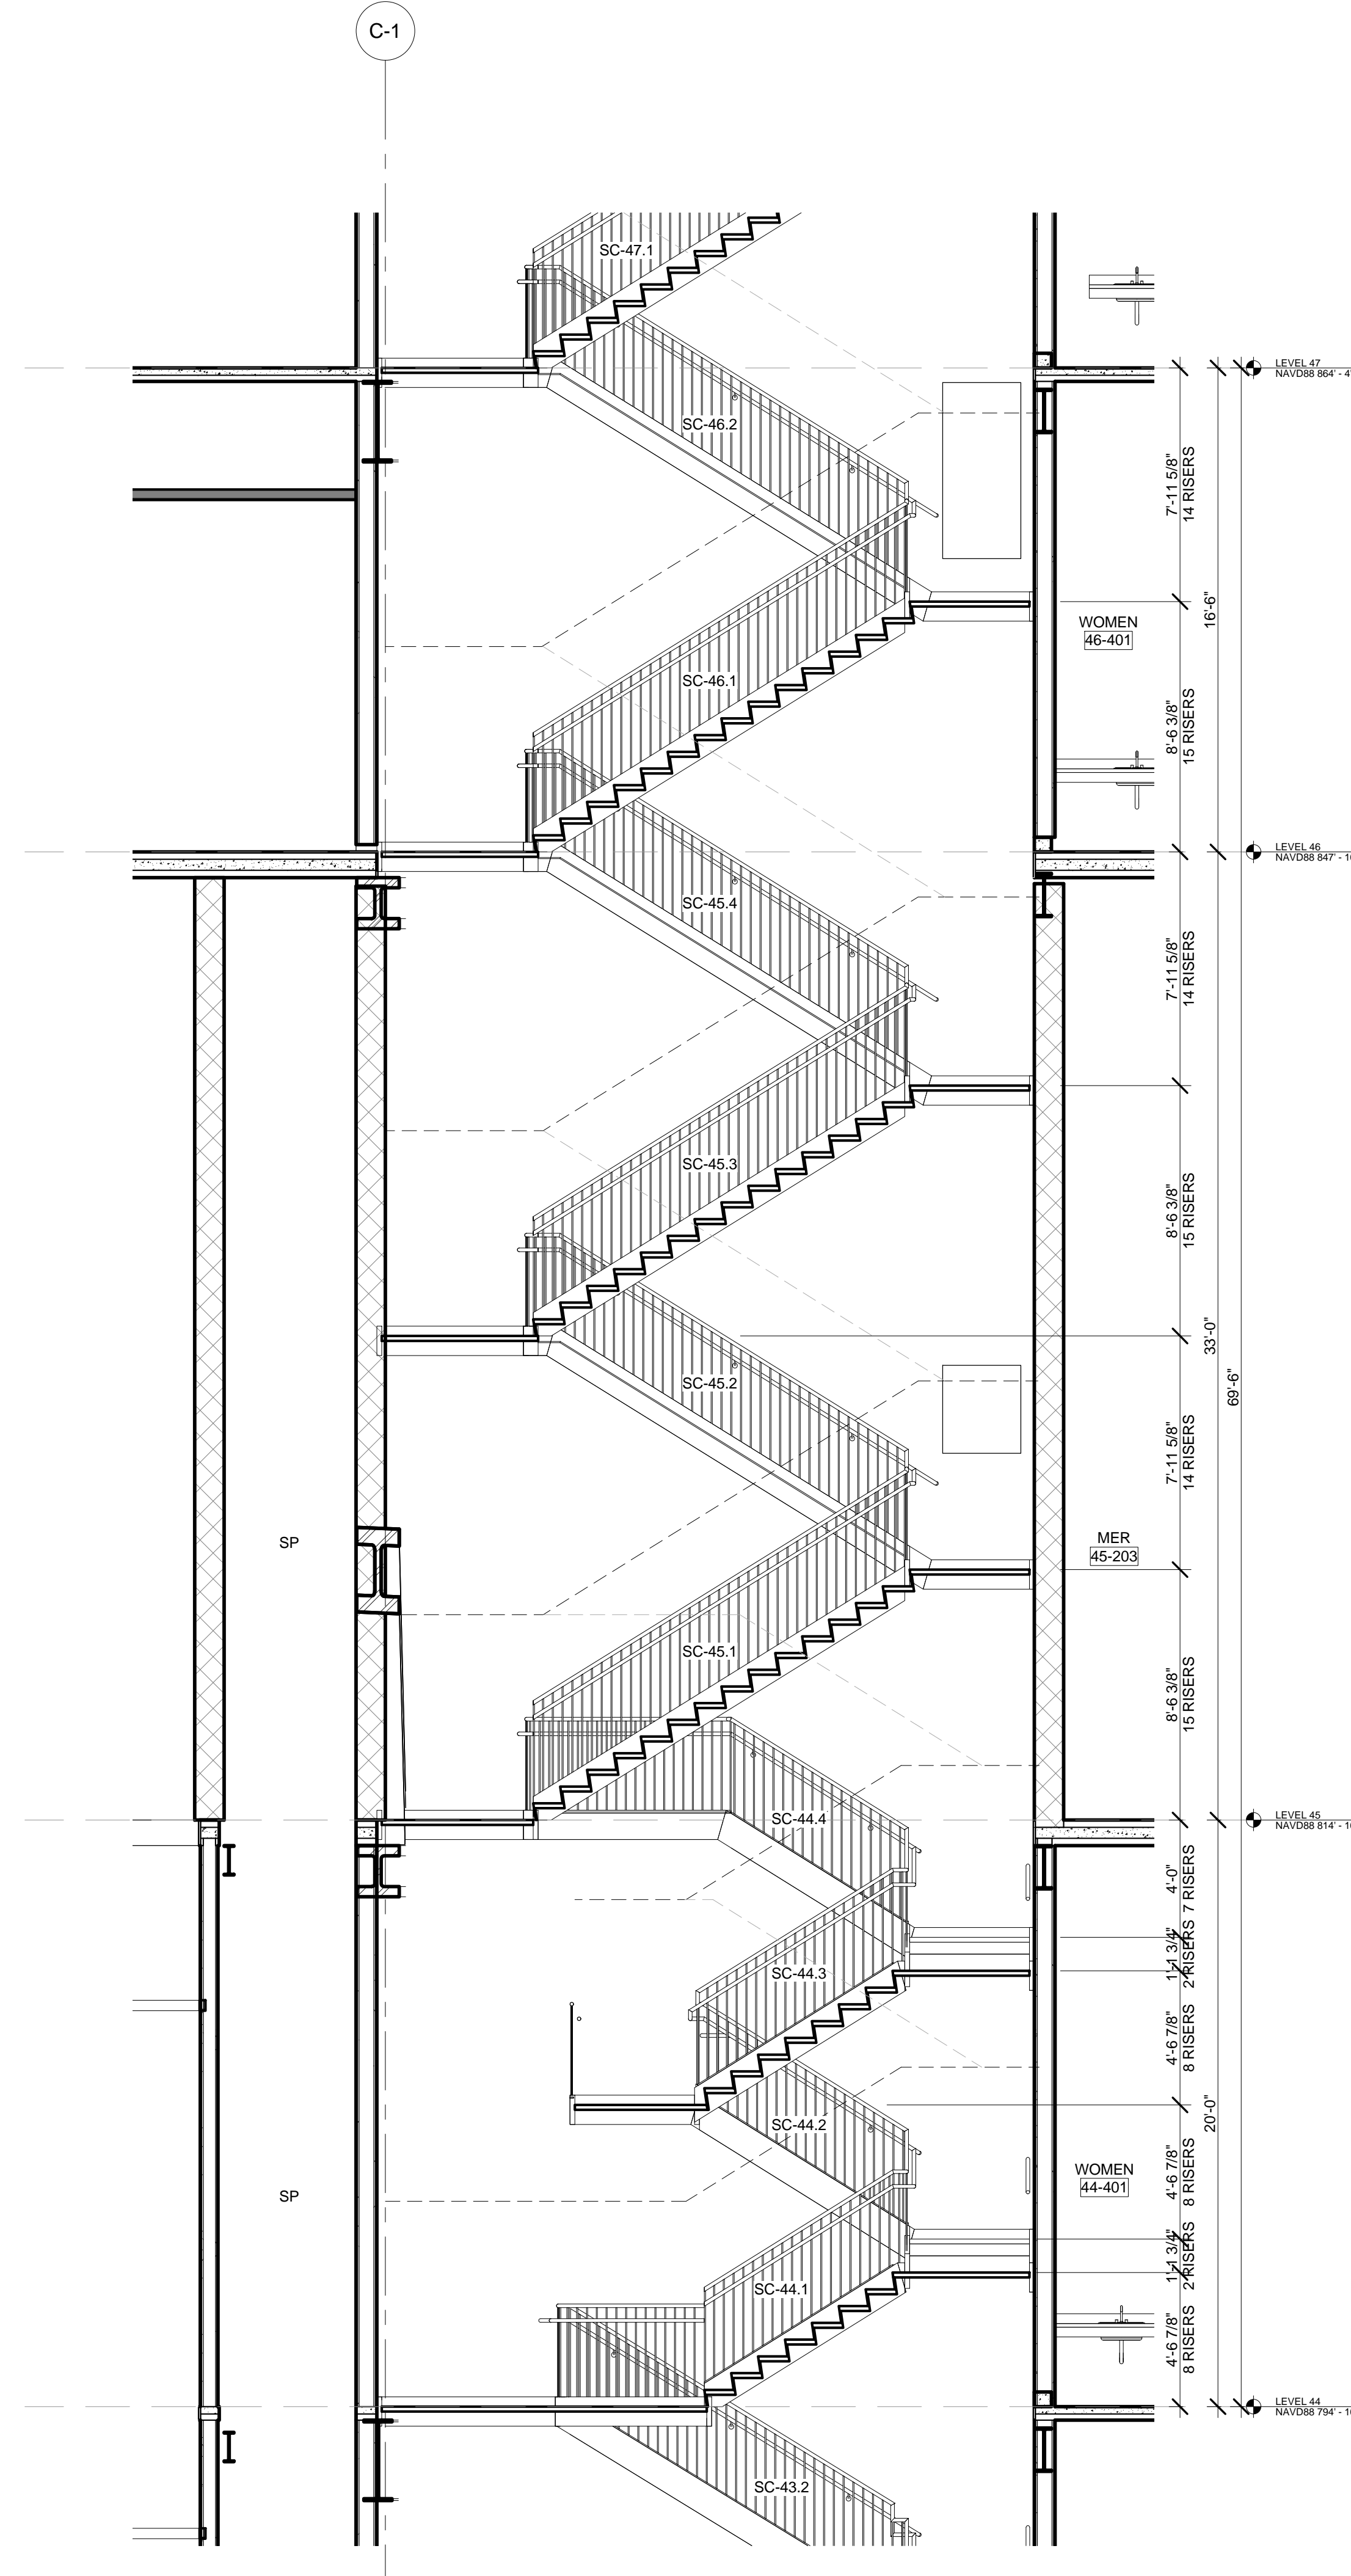 C-1
SC-47.1
LEVEL 47
NAVD88 864' - 4"
SC-46.2
7'-11 5/8"
14 RISERS
16'-6"
WOMEN
46-401
SC-46.1
8'-6 3/8"
15 RISERS
LEVEL 46
NAVD88 847' - 10
SC-45.4
7'-11 5/8"
14 RISERS
SC-45.3
8'-6 3/8"
15 RISERS
33'-0"
69'-6"
SC-45.2
7'-11 5/8"
14 RISERS
SP
MER
45-203
SC-45.1
8'-6 3/8"
15 RISERS
LEVEL 45
NAVD88 814' - 10
SC-44.4
4'-0"
7 RISERS
1'-1 3/4"
2 RISERS
SC-44.3
4'-6 7/8"
8 RISERS
20'-0"
SC-44.2
4'-6 7/8"
8 RISERS
WOMEN
44-401
SP
1'-1 3/4"
2 RISERS
SC-44.1
4'-6 7/8"
8 RISERS
LEVEL 44
NAVD88 794' - 10
SC-43.2